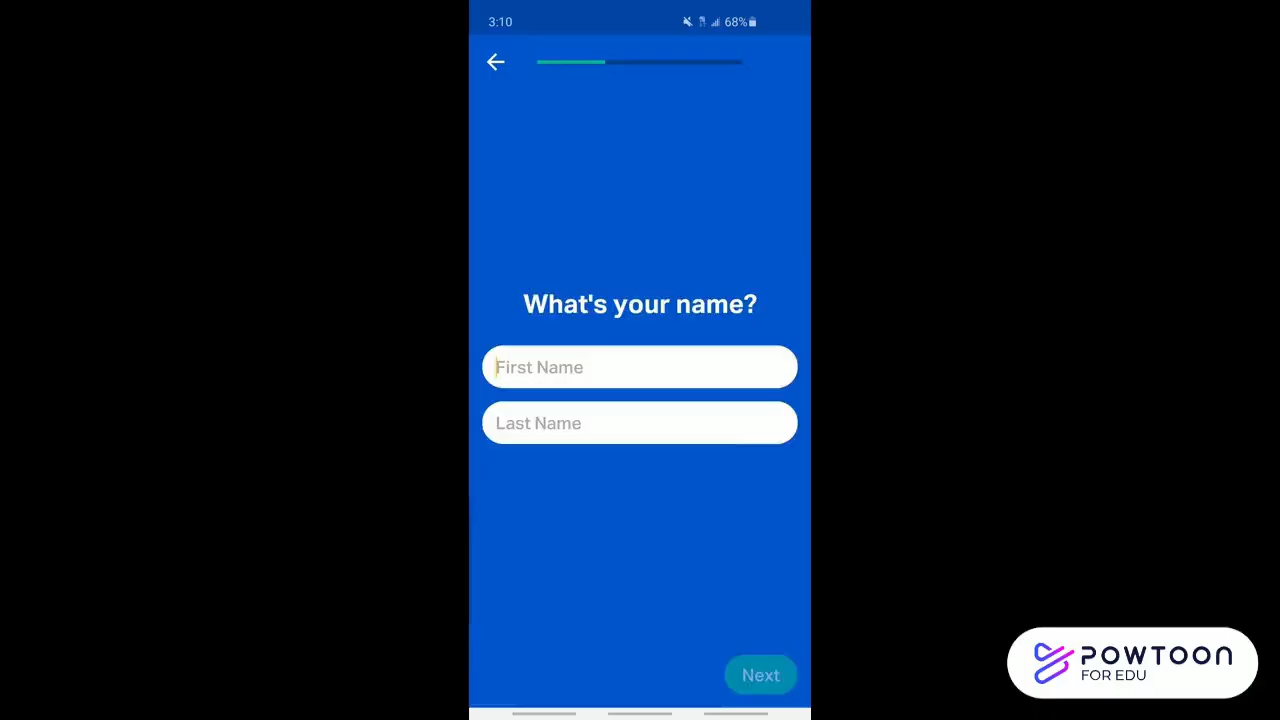 3:10
68%
What's your name?
First Name
Last Name
Next
POWTOON
FOR EDU